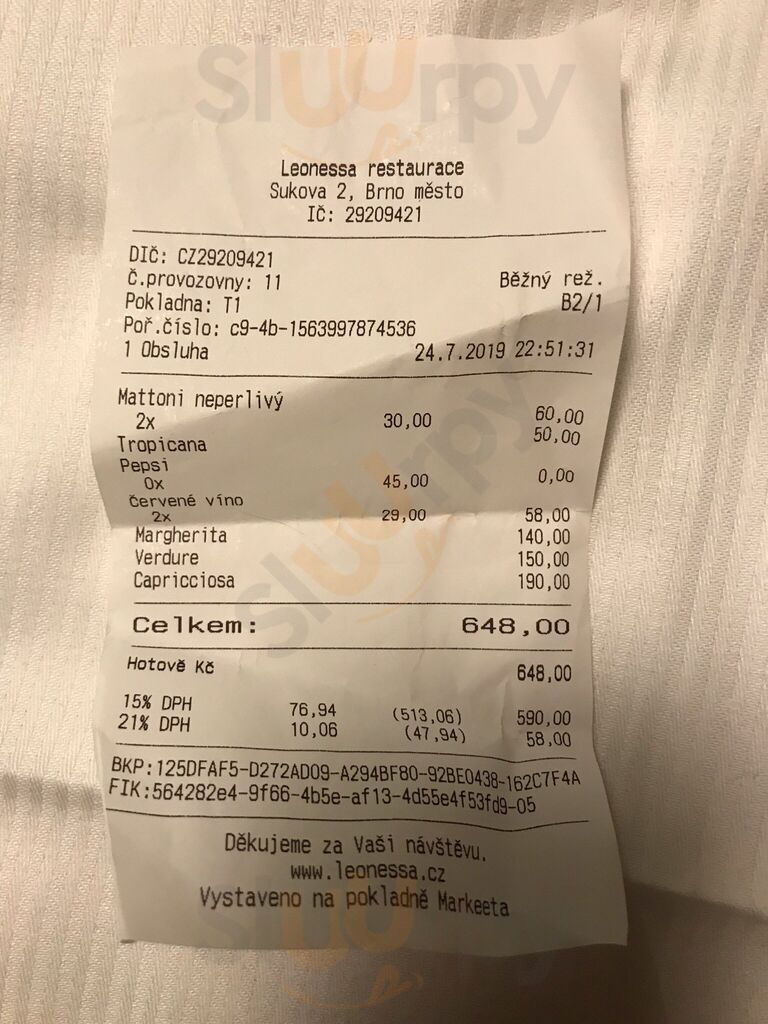 Sluurpy
Leonessa restaurace
Sukova 2, Brno město
IČ: 29209421
DIČ: CZ29209421
Č.provozovny: 11 Běžný rež.
Pokladna: T1 B2/1
Poř.číslo: c9-4b-1563997874536
1 Obsluha 24.7.2019 22:51:31
Mattoni neperlivý
2x 30,00 60,00
Tropicana 50,00
Pepsi
0x 45,00 0,00
červené víno
2x 29,00 58,00
Margherita 140,00
Verdure 150,00
Capricciosa 190,00
Sluurpy
Celkem: 648,00
Hotově Kč 648,00
15% DPH 76,94 (513,06) 590,00
21% DPH 10,06 (47,94) 58,00
BKP:125DFAF5-D272AD09-A294BF80-92BE0438-162C7F4A
FIK:564282e4-9f66-4b5e-af13-4d55e4f53fd9-05
Děkujeme za Vaši návštěvu.
www.leonessa.cz
Vystaveno na pokladně Markeeta
Sluurpy